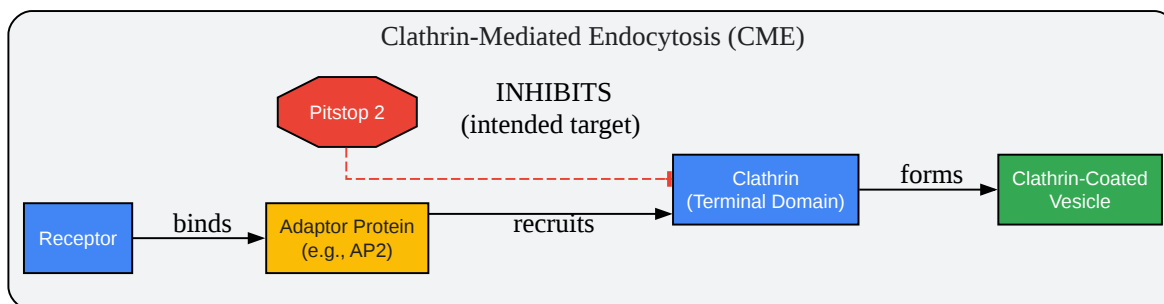 Clathrin-Mediated Endocytosis (CME)
Pitstop 2
INHIBITS
(intended target)
Receptor
binds
Adaptor Protein
(e.g., AP2)
recruits
Clathrin
(Terminal Domain)
forms
Clathrin-Coated
Vesicle